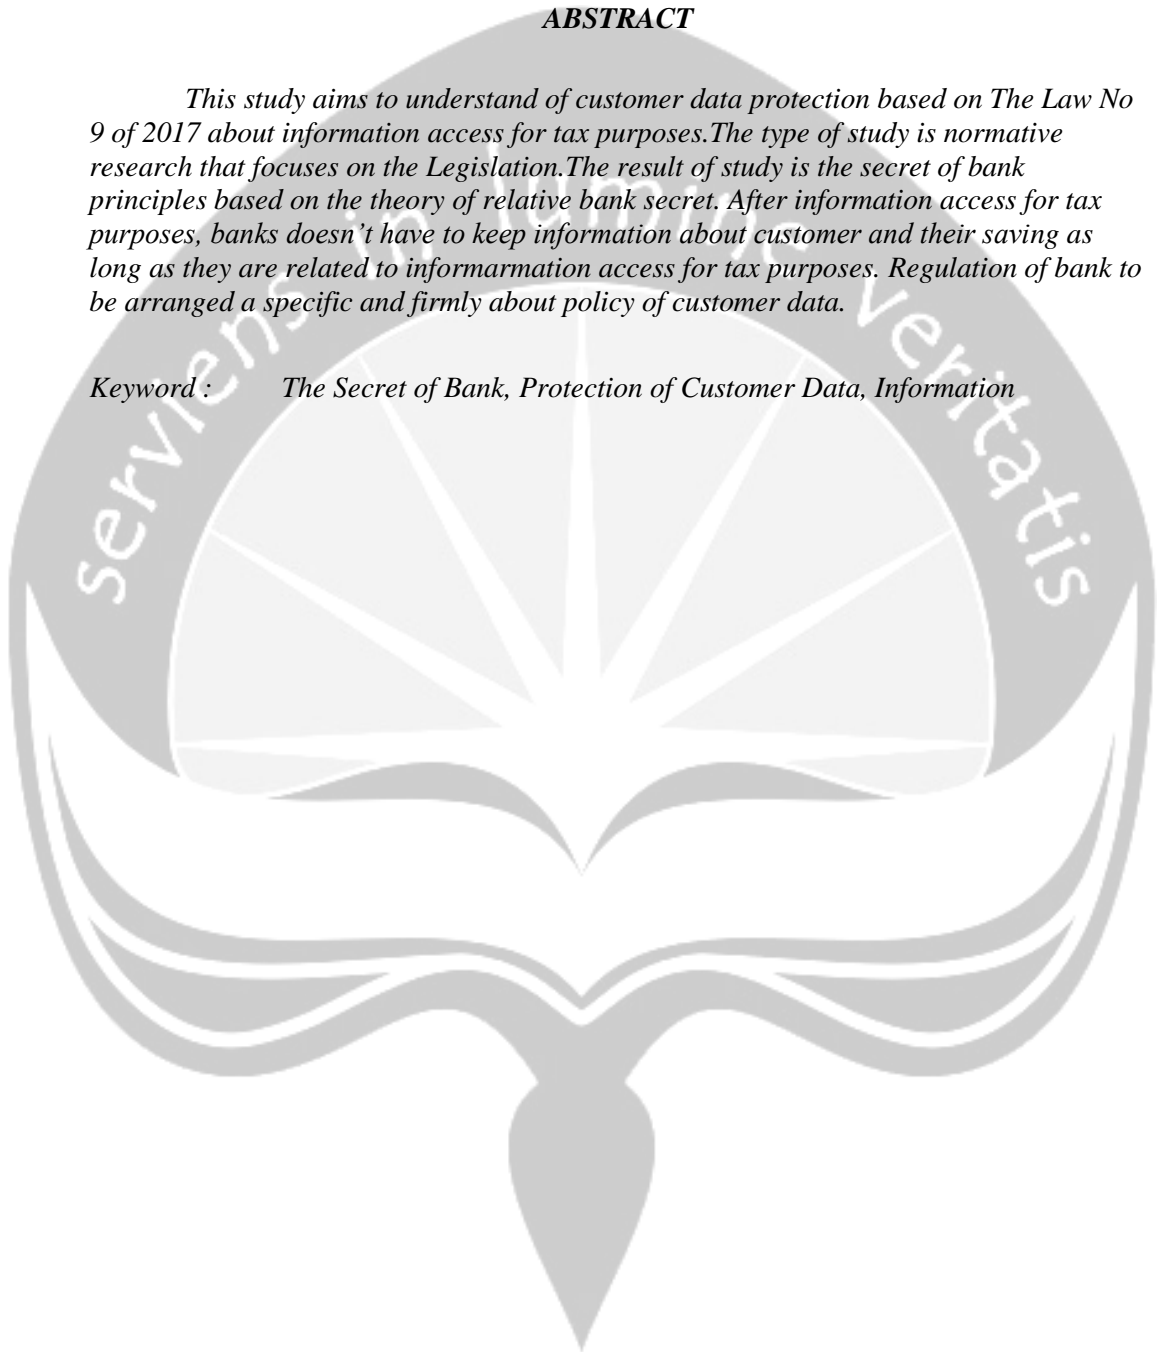 ABSTRACT
This study aims to understand of customer data protection based on The Law No
9 of 2017 about information access for tax purposes.The type of study is normative
research that focuses on the Legislation.The result of study is the secret of bank
principles based on the theory of relative bank secret. After information access for tax
purposes, banks doesn't have to keep information about customer and their saving as
long as they are related to informarmation access for tax purposes. Regulation of bank to
be arranged a specific and firmly about policy of customer data.
Keyword : The Secret of Bank, Protection of Customer Data, Information
serviens in lumine veritatis